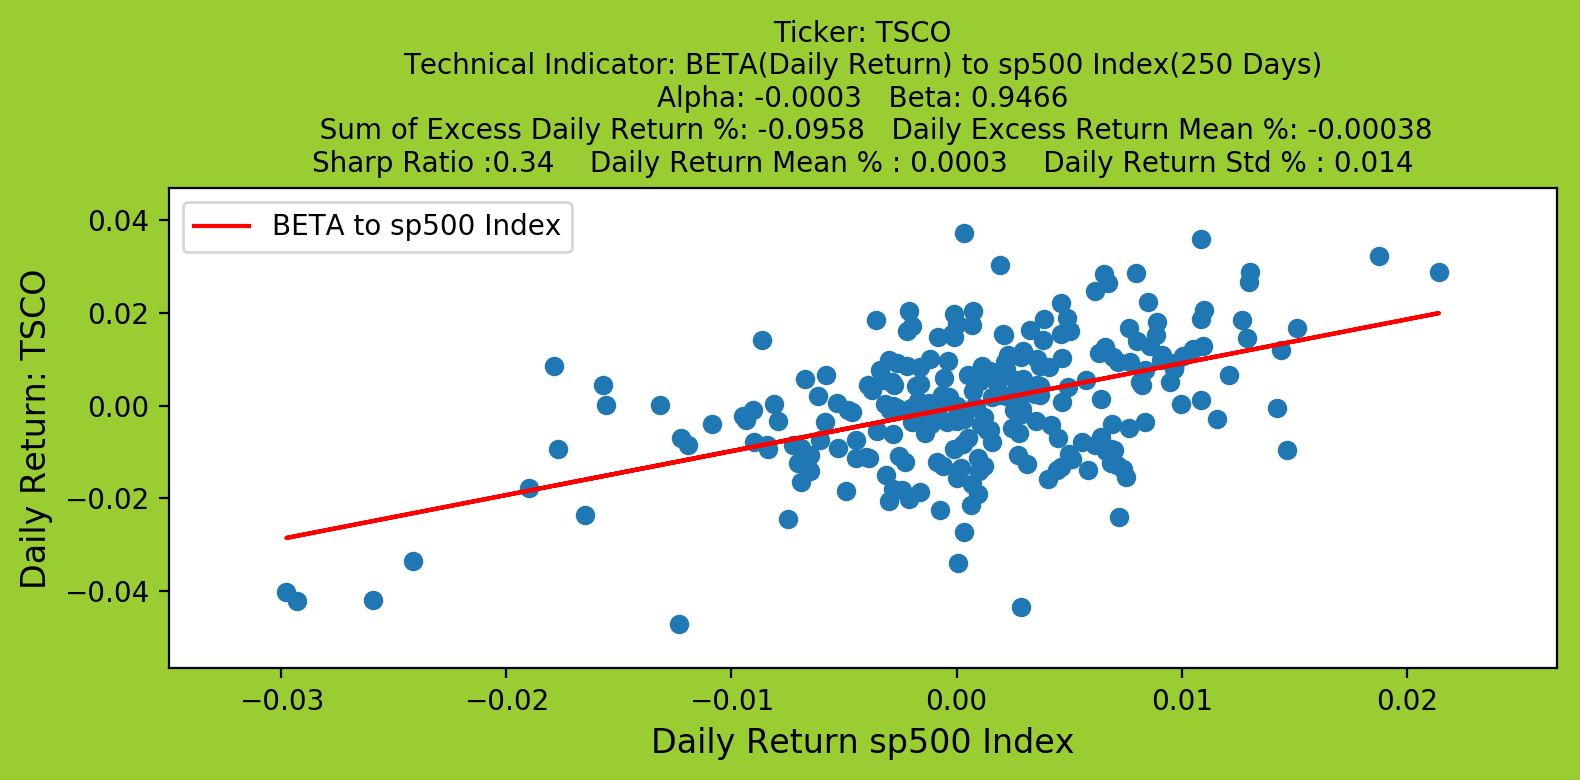 Ticker: TSCO
Technical Indicator: BETA(Daily Return) to sp500 Index(250 Days)
Alpha: -0.0003 Beta: 0.9466
Sum of Excess Daily Return %: -0.0958 Daily Excess Return Mean %: -0.00038
Sharp Ratio :0.34 Daily Return Mean % : 0.0003 Daily Return Std % : 0.014
BETA to sp500 Index
Daily Return: TSCO
0.04
0.02
0.00
−0.02
−0.04
−0.03
−0.02
−0.01
0.00
0.01
0.02
Daily Return sp500 Index